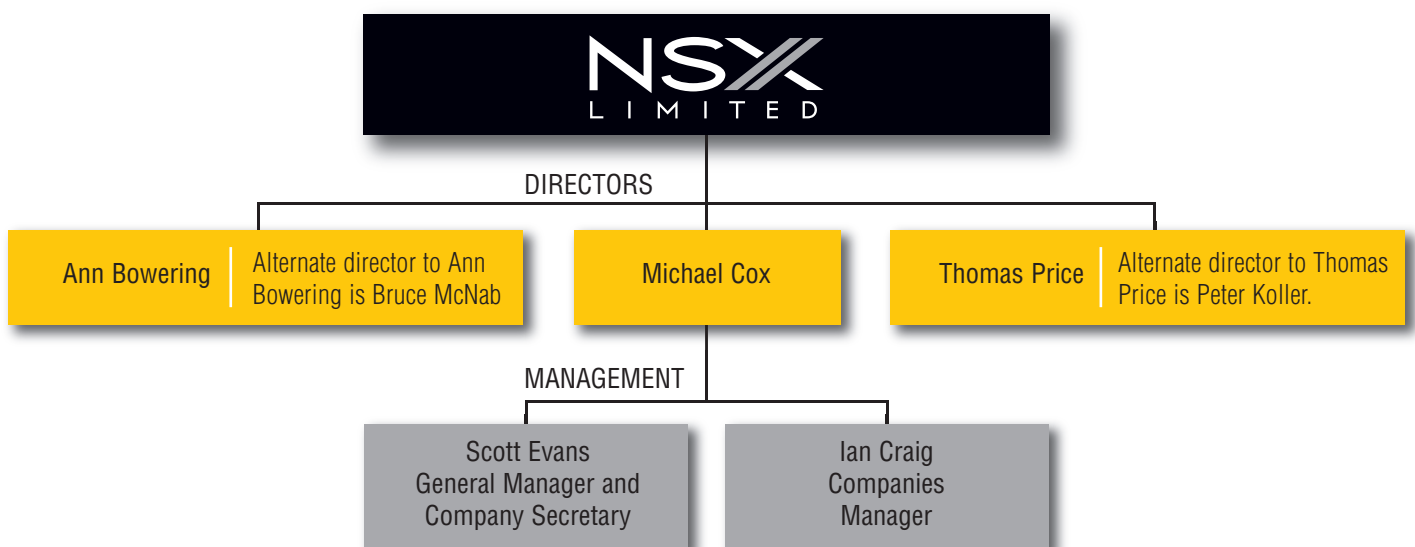 NSX
LIMITED
DIRECTORS
Ann Bowering
Alternate director to Ann
Bowering is Bruce McNab
Michael Cox
Thomas Price
Alternate director to Thomas
Price is Peter Koller.
MANAGEMENT
Scott Evans
General Manager and
Company Secretary
Ian Craig
Companies
Manager